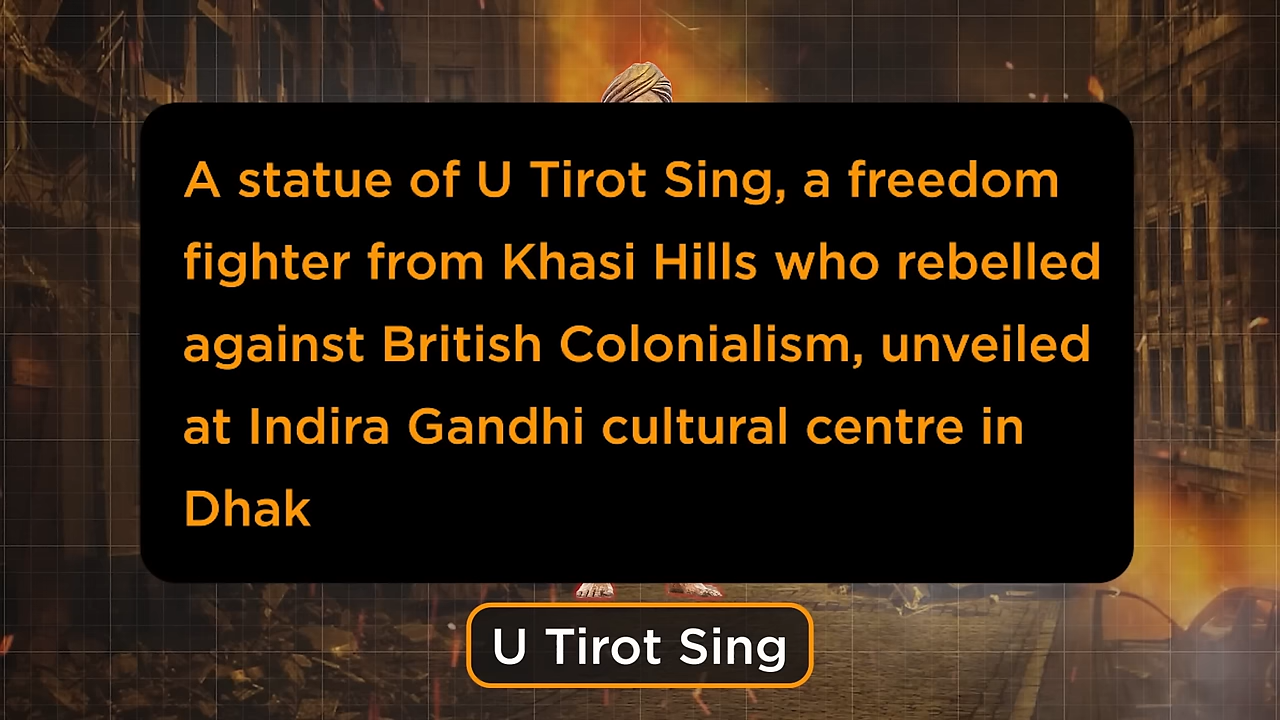 A statue of U Tirot Sing, a freedom
fighter from Khasi Hills who rebelled
against British Colonialism, unveiled
at Indira Gandhi cultural centre in
Dhak
U Tirot Sing